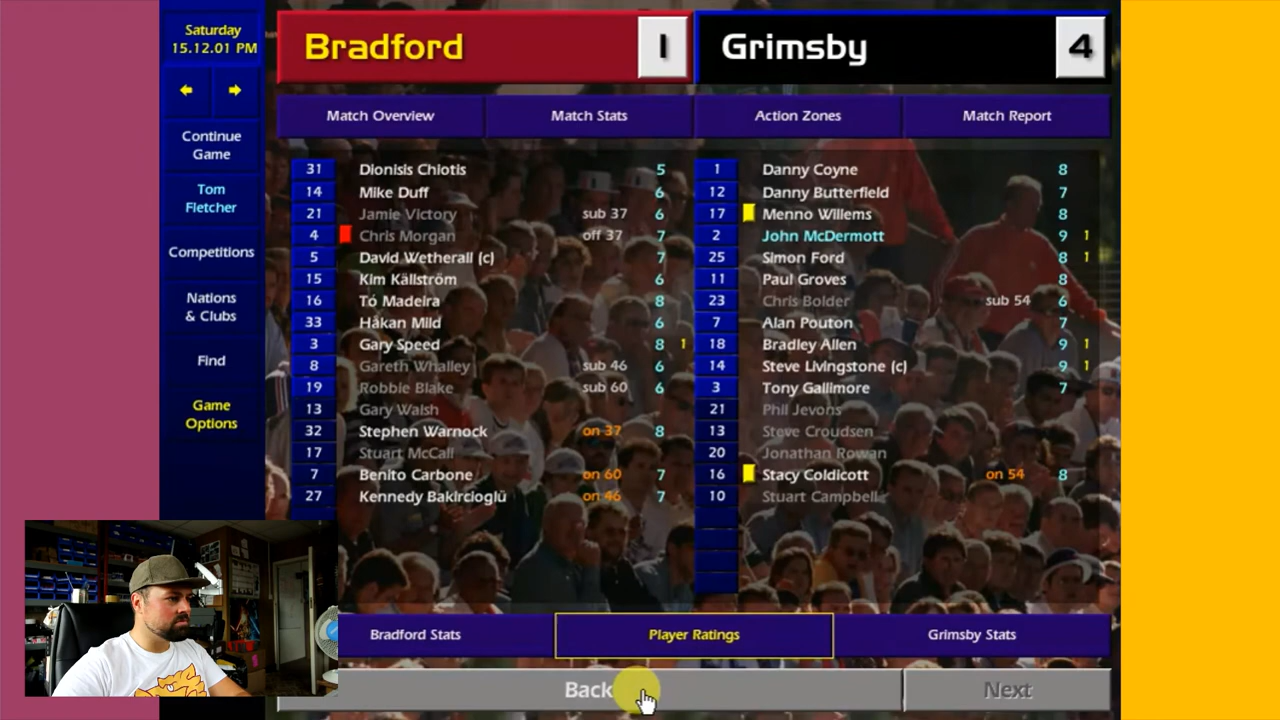 Saturday
15.12.01 PM
Continue
Game
Tom
Fletcher
Competitions
Nations
& Clubs
Find
Game
Options
Bradford 1 Grimsby 4
Match Overview Match Stats Action Zones Match Report
31 Dionisis Chiotis 5
14 Mike Duff 6
21 Jamie Victory sub 37 6
4 Chris Morgan off 37 7
5 David Wetherall (c) 7
15 Kim Källström 6
16 Tó Madeira 8
33 Håkan Mild 6
3 Gary Speed 8 1
8 Gareth Whalley sub 46 6
19 Robbie Blake sub 60 6
13 Gary Walsh
32 Stephen Warnock on 37 8
17 Stuart McCall
7 Benito Carbone on 60 7
27 Kennedy Bakircioglü on 46 7
1 Danny Coyne 8
12 Danny Butterfield 7
17 Menno Willems 8
2 John McDermott 9 1
25 Simon Ford 8 1
11 Paul Groves 8
23 Chris Bolder sub 54 6
7 Alan Pouton 7
18 Bradley Allen 9 1
14 Steve Livingstone (c) 9 1
3 Tony Gallimore 7
21 Phil Jevons
13 Steve Croudsen
20 Jonathan Rowan
16 Stacy Coldicott on 54 8
10 Stuart Campbell
Bradford Stats Player Ratings Grimsby Stats
Back Next